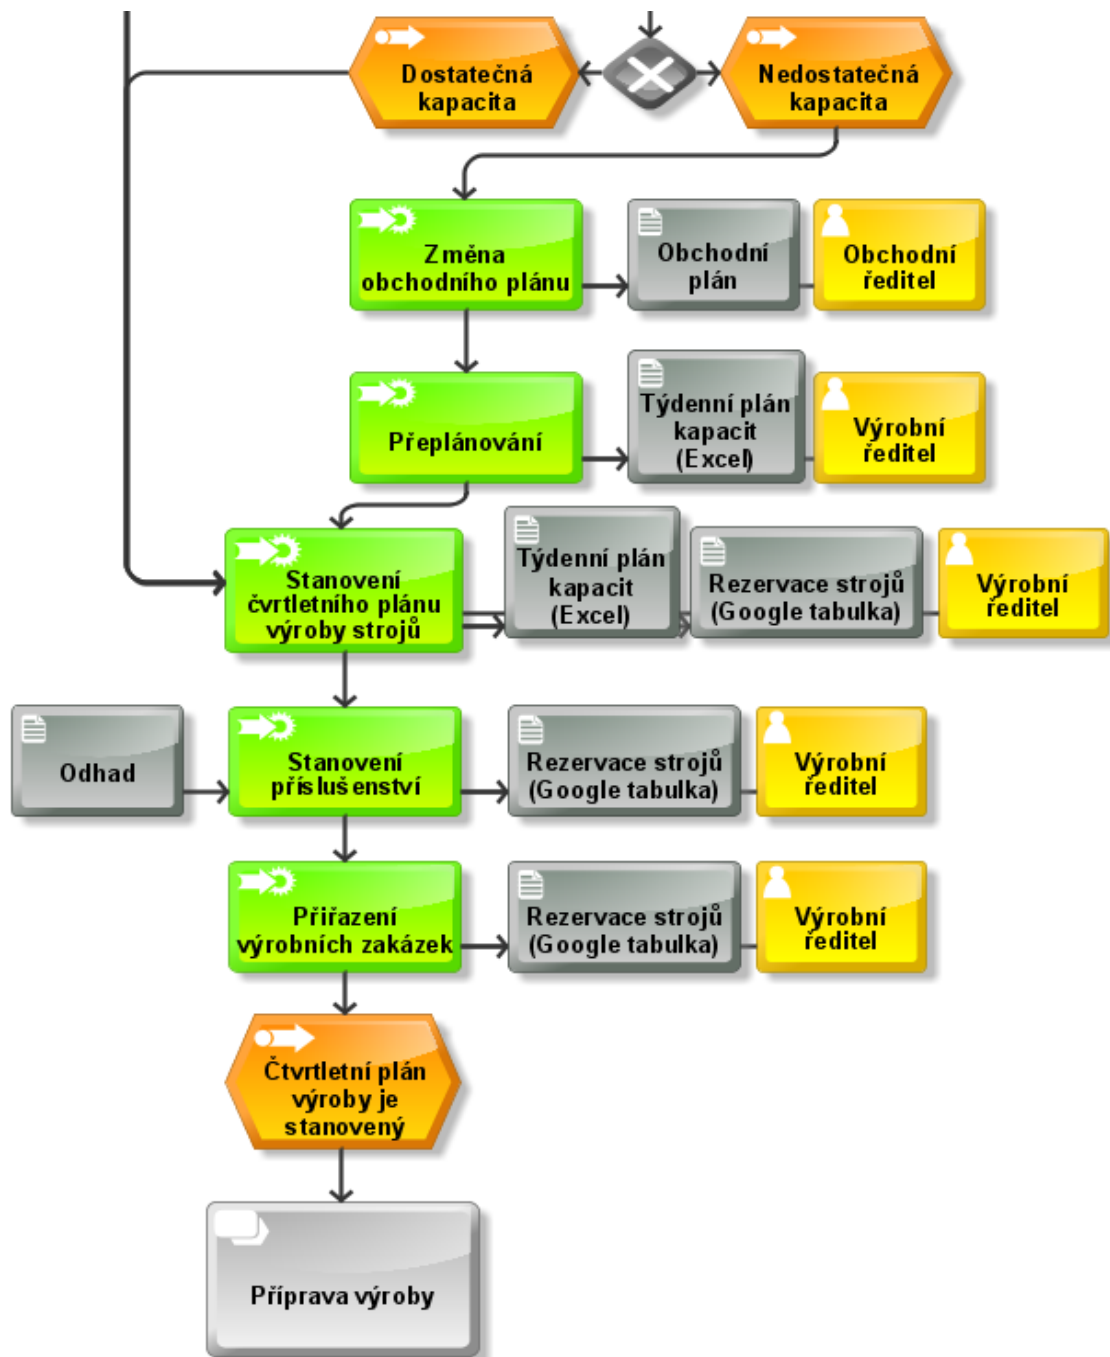 Dostatečná
kapacita
Nedostatečná
kapacita
Změna
obchodního plánu
Obchodní
plán
Obchodní
ředitel
Přeplánování
Týdenní plán
kapacit
(Excel)
Výrobní
ředitel
Stanovení
čvrtletního plánu
výroby strojů
Týdenní plán
kapacit
(Excel)
Rezervace strojů
(Google tabulka)
Výrobní
ředitel
Odhad
Stanovení
příslušenství
Rezervace strojů
(Google tabulka)
Výrobní
ředitel
Přiřazení
výrobních zakázek
Rezervace strojů
(Google tabulka)
Výrobní
ředitel
Čtvrtletní plán
výroby je
stanovený
Příprava výroby